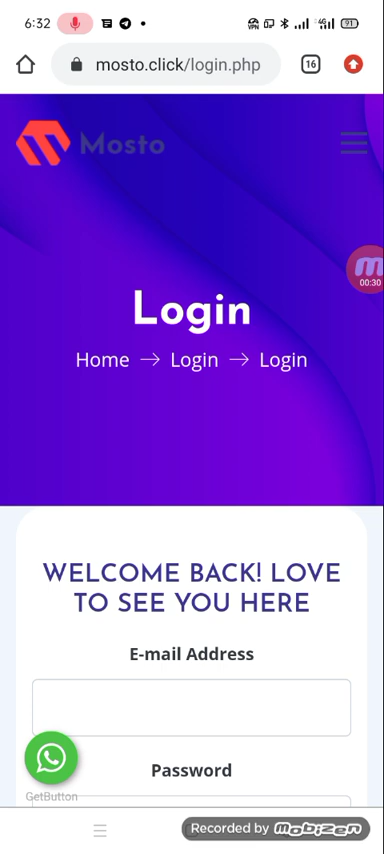 6:32
4G
91
mosto.click/login.php
16
Mosto
00:30
Login
Home → Login → Login
WELCOME BACK! LOVE
TO SEE YOU HERE
E-mail Address
Password
GetButton
Recorded by mobizen